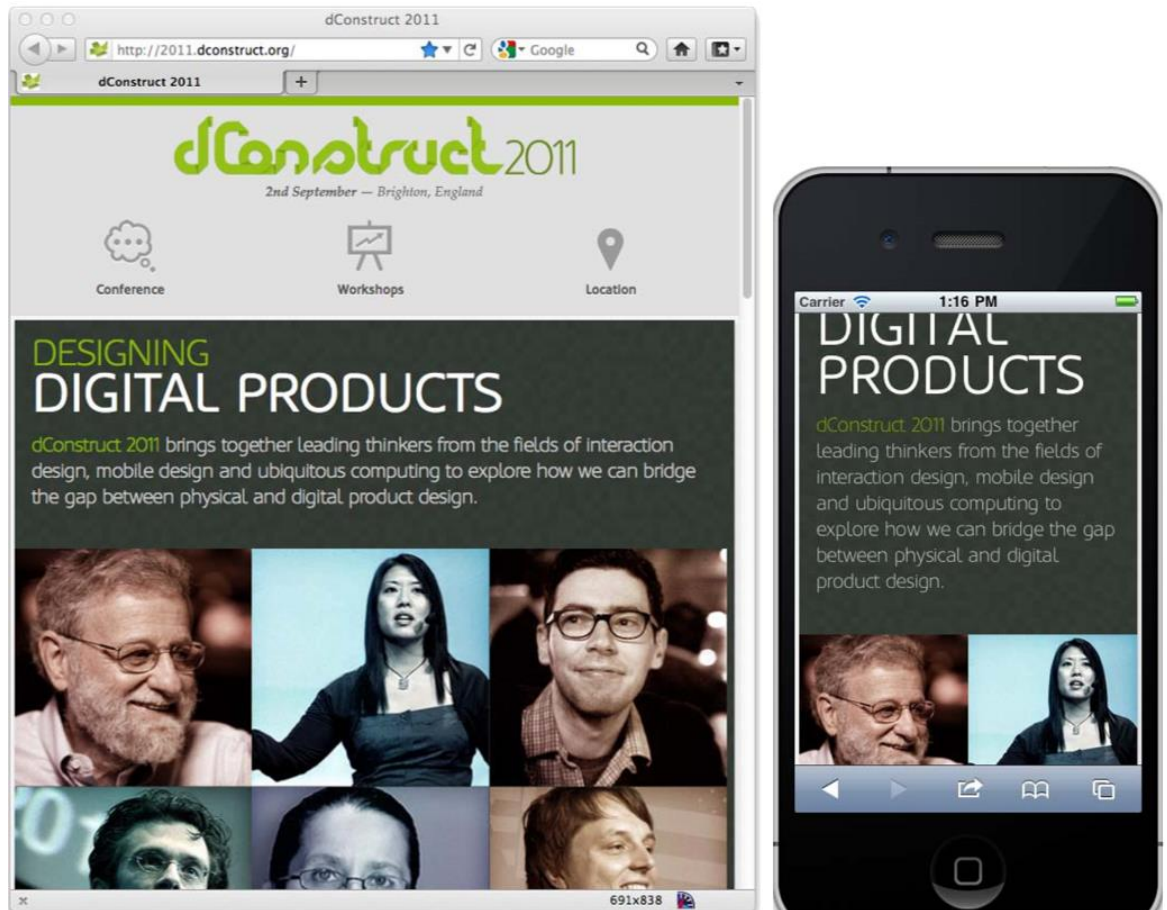 dConstruct 2011
http://2011.dconstruct.org/
Google
dConstruct 2011
dConstruct 2011
2nd September — Brighton, England
Conference
Workshops
Location
DESIGNING
DIGITAL PRODUCTS
dConstruct 2011 brings together leading thinkers from the fields of interaction
design, mobile design and ubiquitous computing to explore how we can bridge
the gap between physical and digital product design.
201
691x838
Carrier
1:16 PM
DIGITAL
PRODUCTS
dConstruct 2011 brings together
leading thinkers from the fields of
interaction design, mobile design
and ubiquitous computing to
explore how we can bridge the gap
between physical and digital
product design.